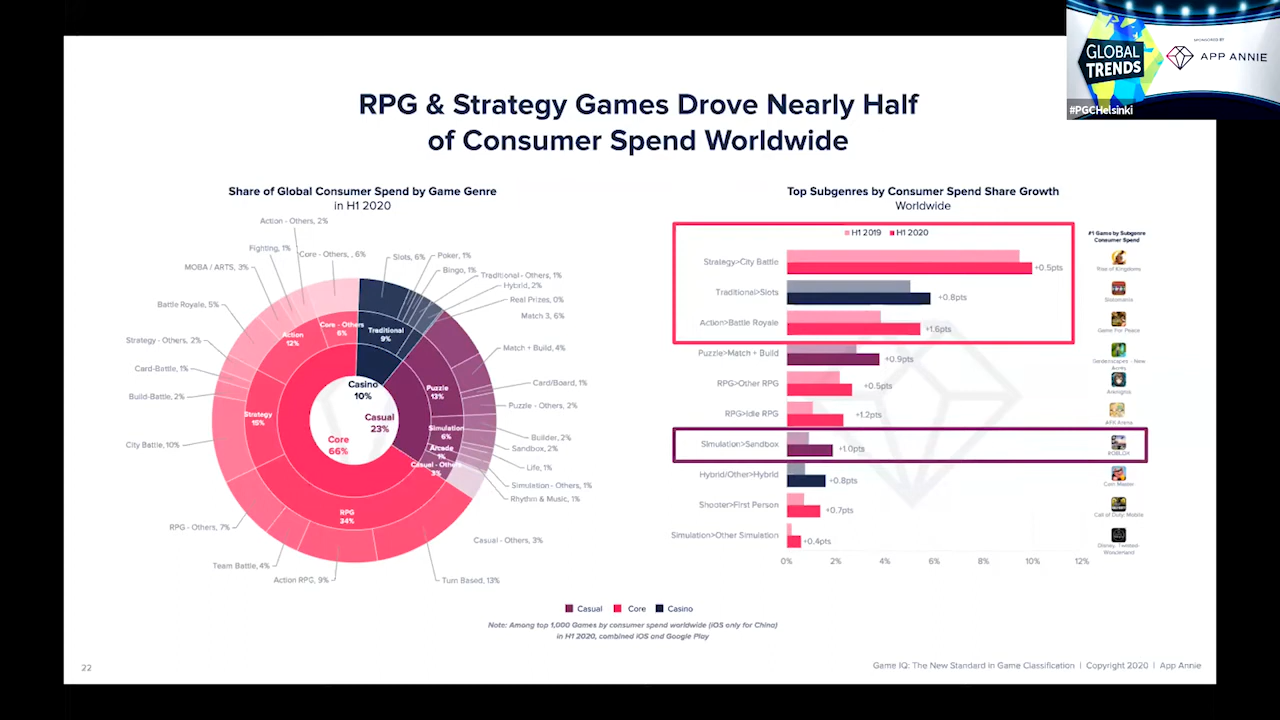 GLOBAL
TRENDS
SPONSORED BY
APP ANNIE
#PGCHelsinki
RPG & Strategy Games Drove Nearly Half
of Consumer Spend Worldwide
Share of Global Consumer Spend by Game Genre
in H1 2020
Action - Others, 2%
Fighting, 1%
Core - Others, , 6%
MOBA / ARTS, 3%
Battle Royale, 5%
Strategy - Others, 2%
Card-Battle, 1%
Build-Battle, 2%
City Battle, 10%
RPG - Others, 7%
Team Battle, 4%
Action RPG, 9%
Turn Based, 13%
Casual - Others, 3%
Rhythm & Music, 1%
Simulation - Others, 1%
Life, 1%
Sandbox, 2%
Builder, 2%
Puzzle - Others, 2%
Card/Board, 1%
Match + Build, 4%
Match 3, 6%
Real Prizes, 0%
Hybrid, 2%
Traditional - Others, 1%
Bingo, 1%
Poker, 1%
Slots, 6%
Action
12%
Core - Others
6%
Traditional
9%
Strategy
15%
Puzzle
13%
Simulation
6%
Arcade
1%
Casual - Others
3%
RPG
34%
Casino
10%
Casual
23%
Core
66%
Top Subgenres by Consumer Spend Share Growth
Worldwide
H1 2019 H1 2020
#1 Game by Subgenre
Consumer Spend
Strategy>City Battle +0.5pts Rise of Kingdoms
Traditional>Slots +0.8pts Slotomania
Action>Battle Royale +1.6pts Game For Peace
Puzzle>Match + Build +0.9pts Gardenscapes - New
Acres
RPG>Other RPG +0.5pts Arknights
RPG>Idle RPG +1.2pts AFK Arena
Simulation>Sandbox +1.0pts ROBLOX
Hybrid/Other>Hybrid +0.8pts Coin Master
Shooter>First Person +0.7pts Call of Duty: Mobile
Simulation>Other Simulation +0.4pts Disney: Twisted-
Wonderland
0% 2% 4% 6% 8% 10% 12%
Casual Core Casino
Note: Among top 1,000 Games by consumer spend worldwide (iOS only for China)
in H1 2020, combined iOS and Google Play
22
Game IQ: The New Standard in Game Classification | Copyright 2020 | App Annie